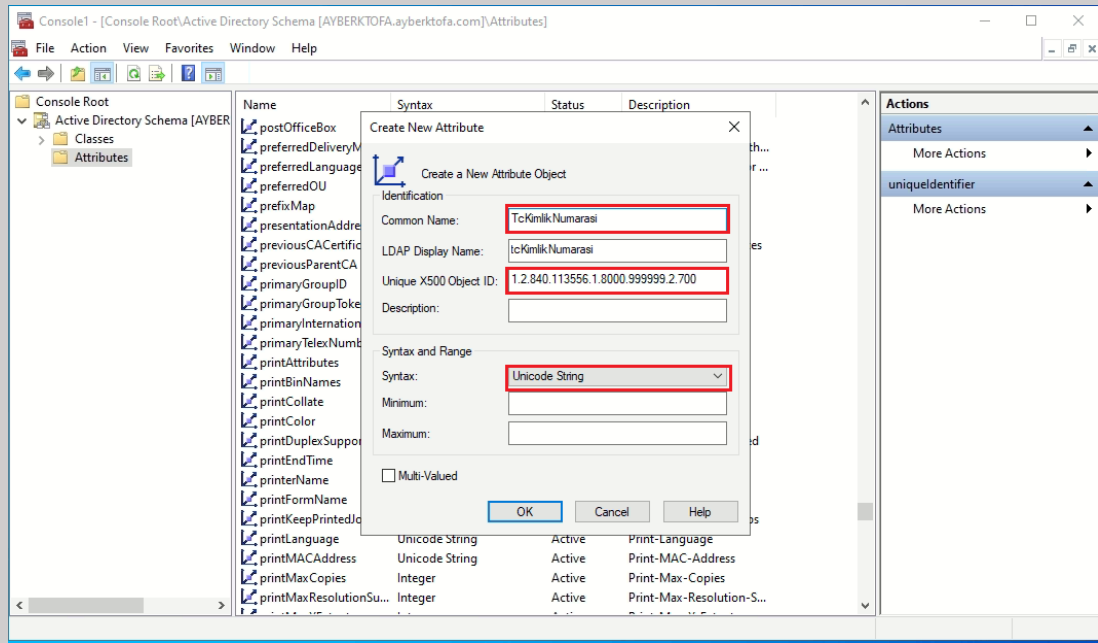 Console1 - [Console Root\Active Directory Schema [AYBERKTOFA.ayberktofa.com]\Attributes]
File Action View Favorites Window Help
Console Root
Active Directory Schema [AYBER
Classes
Attributes
Name Syntax Status Description
postOfficeBox
preferredDeliveryM
th...
preferredLanguage
r ...
preferredOU
prefixMap
presentationAddre
previousCACertific
es
previousParentCA
primaryGroupID
primaryGroupToke
primaryInternation
primaryTelexNumb
printAttributes
printBinNames
printCollate
printColor
printDuplexSuppor
ed
printEndTime
printerName
printFormName
printKeepPrintedJo
os
printLanguage Unicode String Active Print-Language
printMACAddress Unicode String Active Print-MAC-Address
printMaxCopies Integer Active Print-Max-Copies
printMaxResolutionSu... Integer Active Print-Max-Resolution-S...
Create New Attribute
Create a New Attribute Object
Identification
Common Name: TcKimlikNumarasi
LDAP Display Name: tcKimlikNumarasi
Unique X500 Object ID: 1.2.840.113556.1.8000.999999.2.700
Description:
Syntax and Range
Syntax: Unicode String
Minimum:
Maximum:
Multi-Valued
OK Cancel Help
Actions
Attributes
More Actions
uniqueIdentifier
More Actions